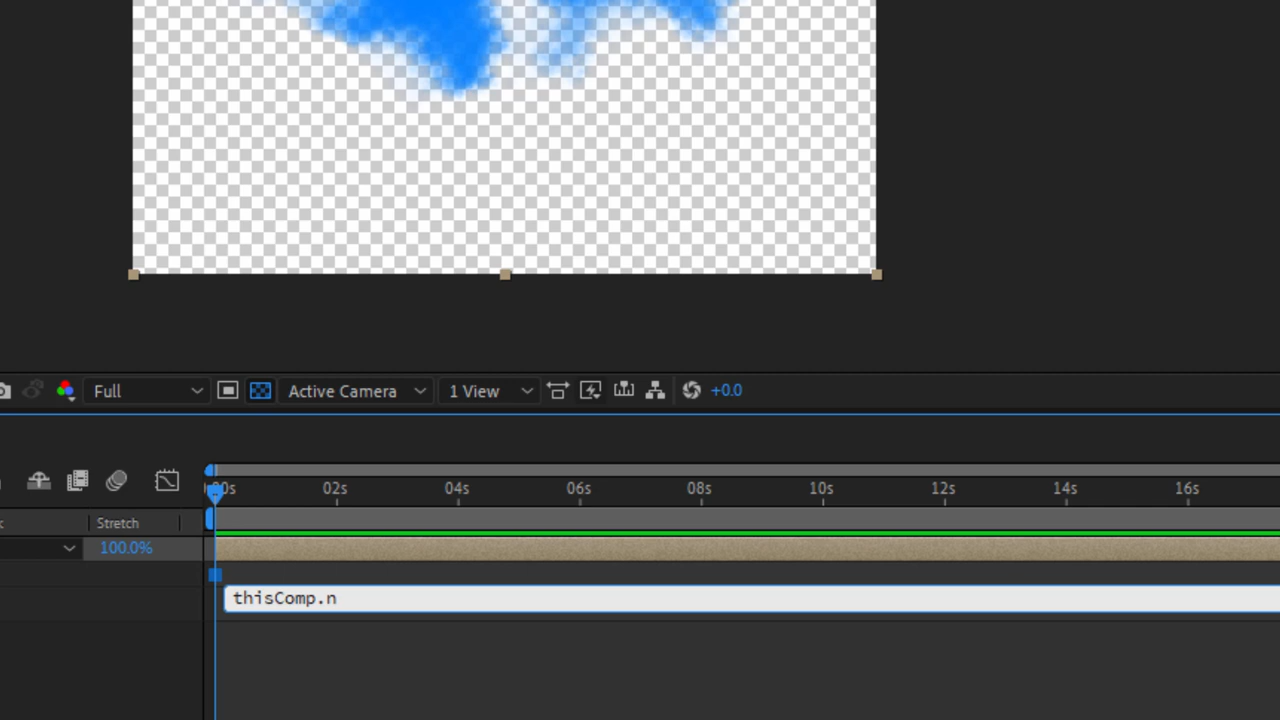 Full Active Camera 1 View +0.0
00s 02s 04s 06s 08s 10s 12s 14s 16s
Stretch
100.0%
thisComp.n